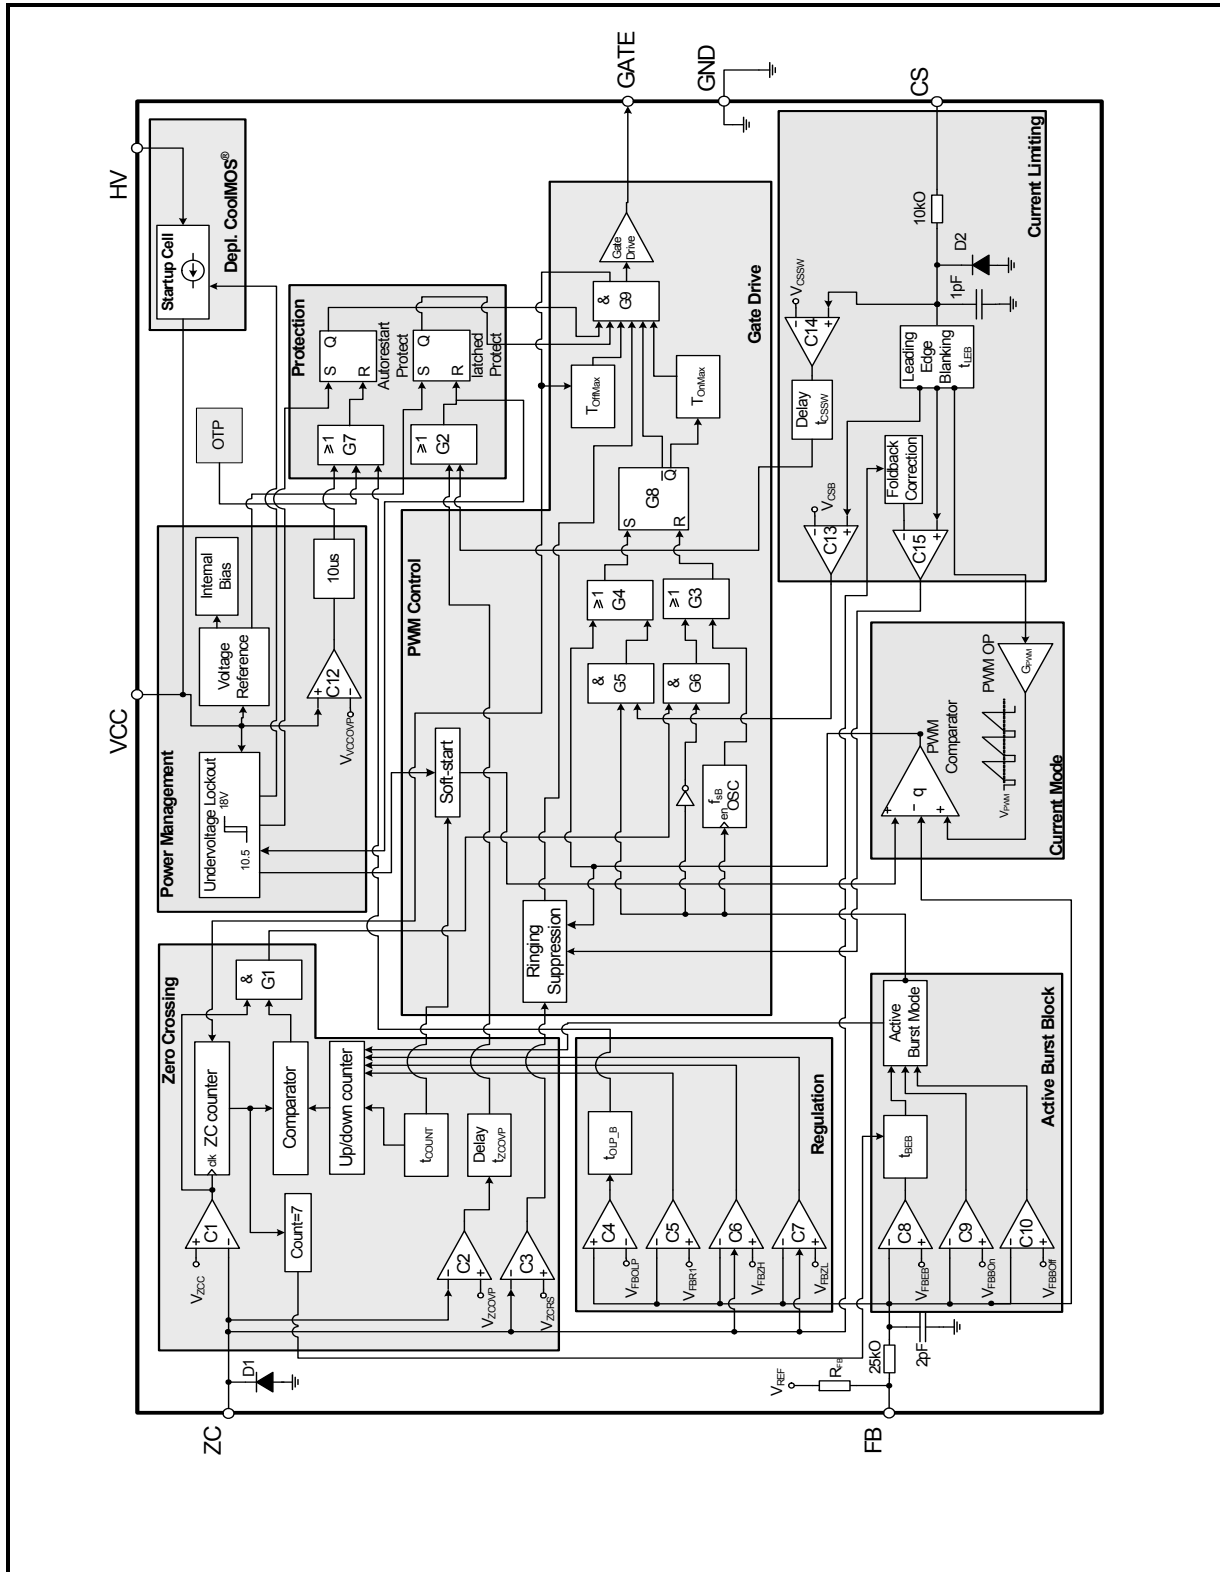 HV
VCC
ZC
FB
GATE
GND
CS
Startup Cell
Depl. CoolMOS®
Power Management
Undervoltage Lockout
18V
10.5
Voltage
Reference
Internal
Bias
+
C12
−
VVCCOVP
10us
OTP
Protection
S Q
R
Autorestart
Protect
S Q
R
latched
Protect
≥1
G7
≥1
G2
Zero Crossing
VZCC
+
C1
−
clk ZC counter
Comparator
Up/down counter
&
G1
Count=7
tCOUNT
Delay
tZCOVP
−
C2
+
VZCOVP
−
C3
+
VZCRS
D1
PWM Control
Soft-start
Ringing
Suppression
&
G5
&
G6
≥1
G4
≥1
G3
en fsB
OSC
S
G8
R
Q
Gate Drive
TOffMax
TOnMax
&
G9
Gate
Drive
Regulation
tOLP_B
+
C4
−
VFBOLP
−
C5
+
VFBR1
−
C6
+
VFBZH
−
C7
+
VFBZL
Active Burst Block
Active
Burst Mode
tBEB
−
C8
+
VFBEB
−
C9
+
VFBBOn
−
C10
+
VFBBOff
VREF
RFB
25kO
2pF
Current Mode
PWM OP
GPWM
VPWM
PWM
Comparator
+
− q
+
Current Limiting
10kO
D2
1pF
Leading
Edge
Blanking
tLEB
VCSSW
−
C14
+
Delay
tCSSW
VCSB
−
C13
+
Foldback
Correction
−
C15
+